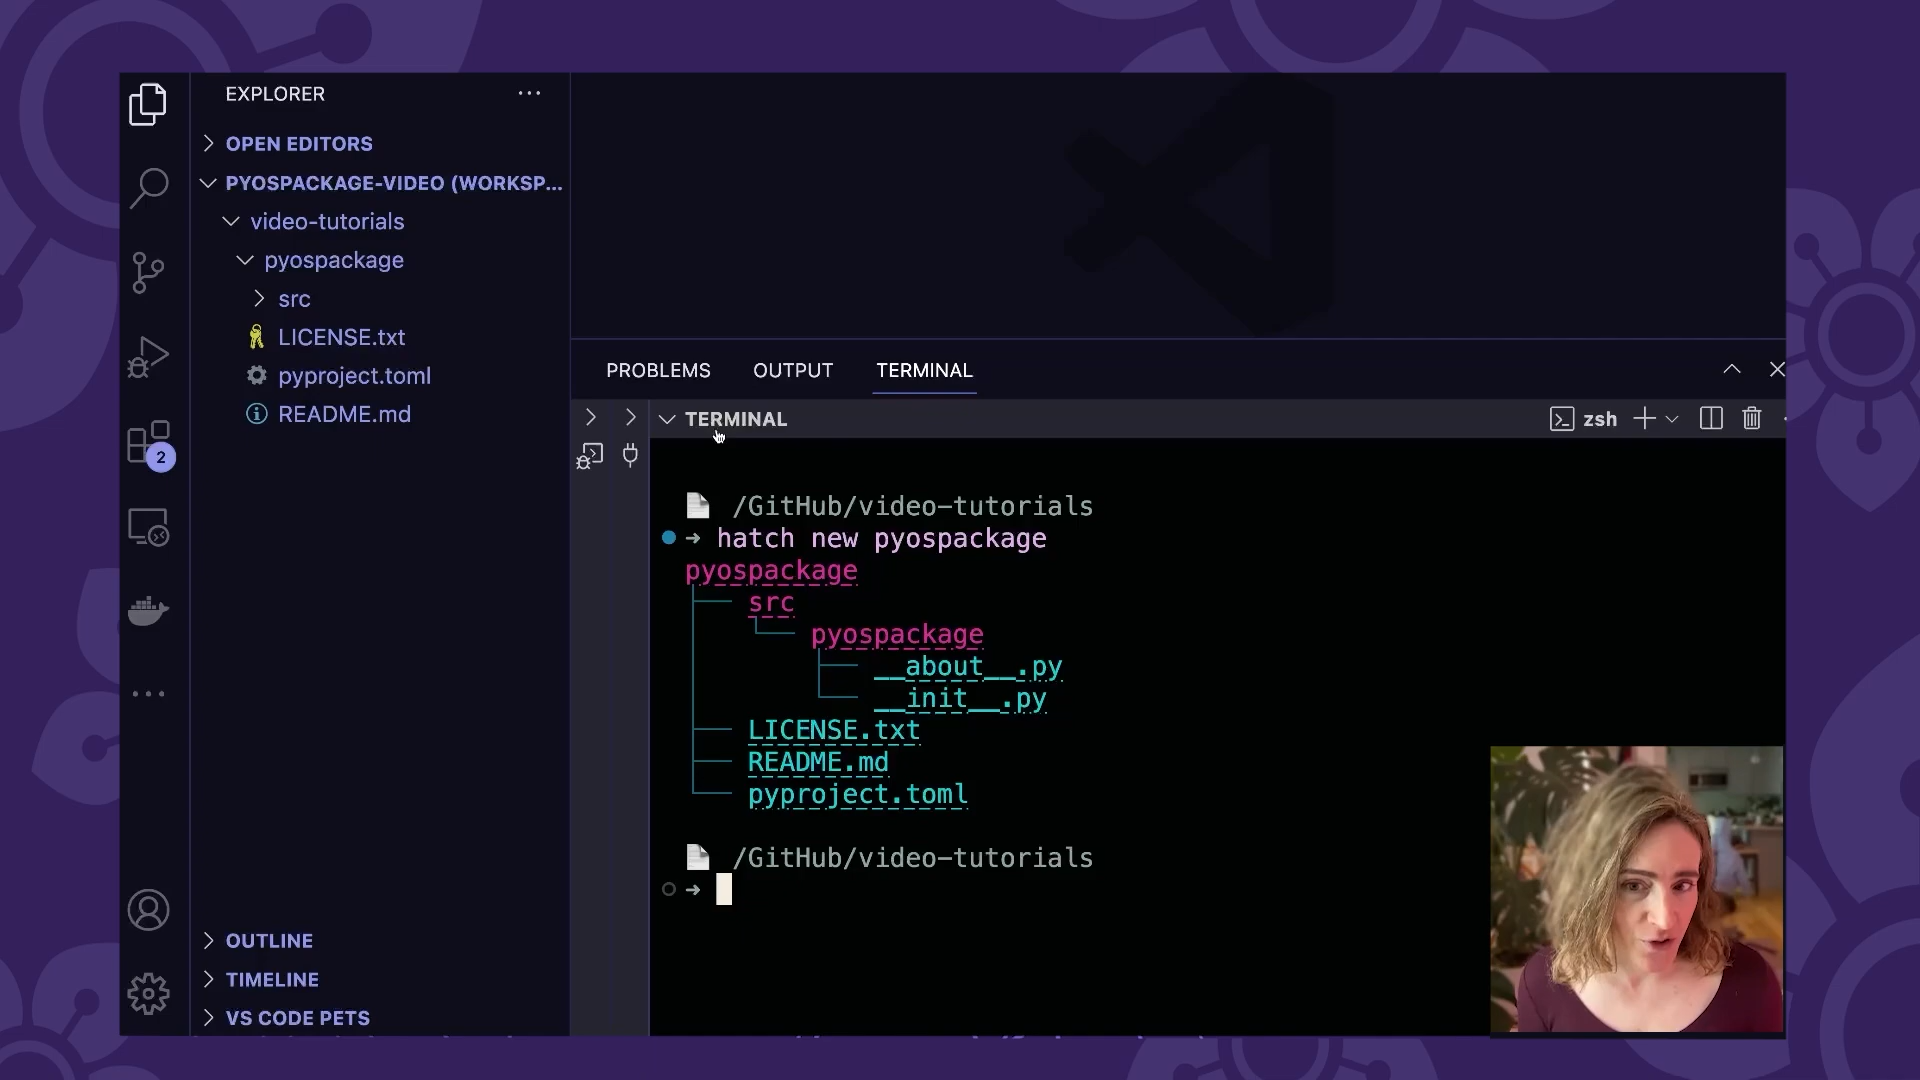 EXPLORER
OPEN EDITORS
PYOSPACKAGE-VIDEO (WORKSP...
video-tutorials
pyospackage
src
LICENSE.txt
pyproject.toml
README.md
2
OUTLINE
TIMELINE
VS CODE PETS
PROBLEMS OUTPUT TERMINAL
TERMINAL
zsh
/GitHub/video-tutorials
→ hatch new pyospackage
pyospackage
src
pyospackage
__about__.py
__init__.py
LICENSE.txt
README.md
pyproject.toml
/GitHub/video-tutorials
→